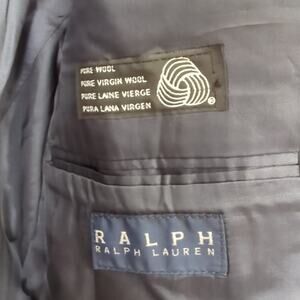 PURE WOOL
PURE VIRGIN WOOL
PURE LAINE VIERGE
PURA LANA VIRGEN
RALPH
RALPH LAUREN